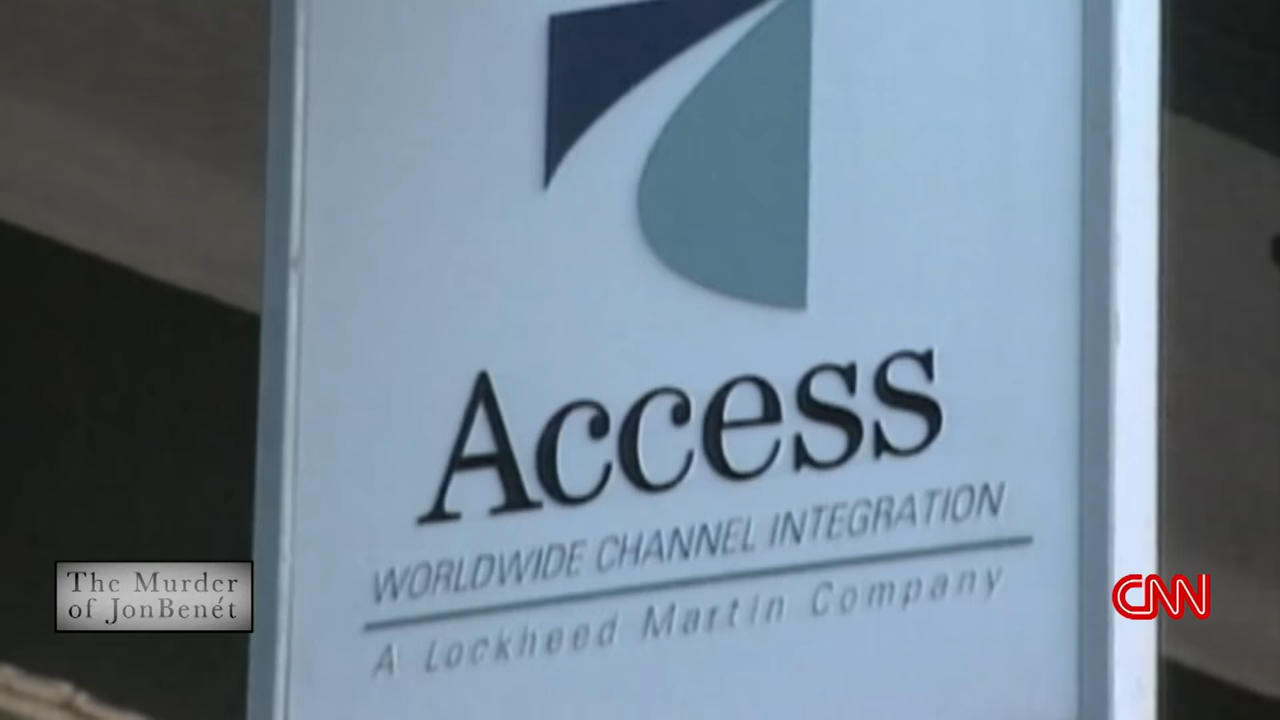 Access
WORLDWIDE CHANNEL INTEGRATION
A Lockheed Martin Company
The Murder
of JonBenét
CNN